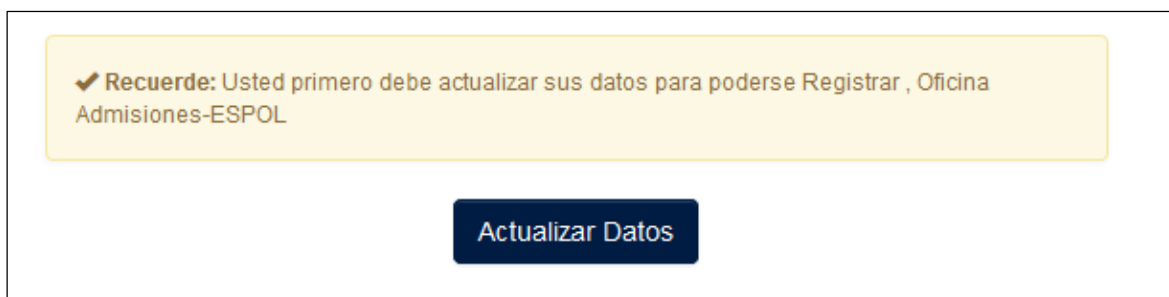 ✔ Recuerde: Usted primero debe actualizar sus datos para poderse Registrar , Oficina
Admisiones-ESPOL
Actualizar Datos